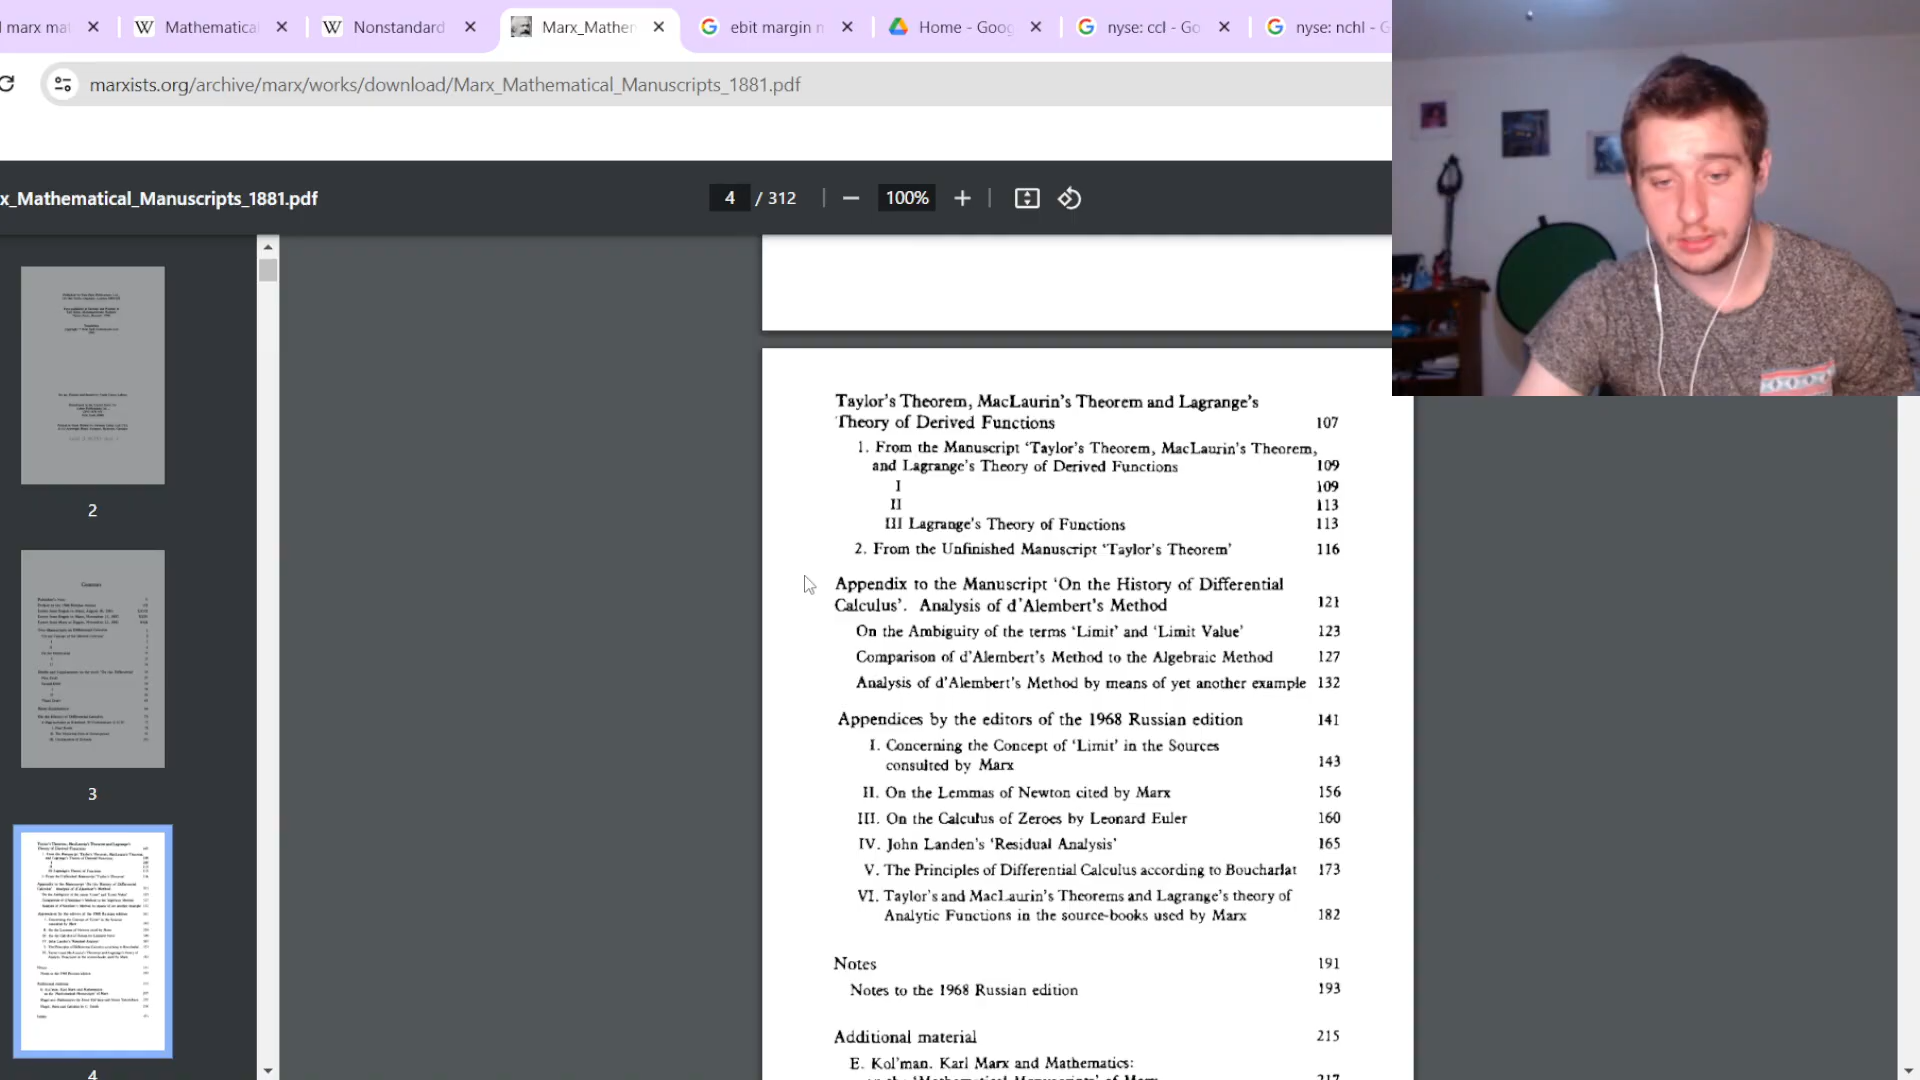 l marx ma
Mathematica
Nonstandard
Marx_Mathem
ebit margin n
Home - Goog
nyse: ccl - Go
nyse: nchl - G
marxists.org/archive/marx/works/download/Marx_Mathematical_Manuscripts_1881.pdf
x_Mathematical_Manuscripts_1881.pdf
4 / 312
100%
2
3
4
Taylor's Theorem, MacLaurin's Theorem and Lagrange's
Theory of Derived Functions 107
1. From the Manuscript 'Taylor's Theorem, MacLaurin's Theorem,
and Lagrange's Theory of Derived Functions 109
I 109
II 113
III Lagrange's Theory of Functions 113
2. From the Unfinished Manuscript 'Taylor's Theorem' 116
Appendix to the Manuscript 'On the History of Differential
Calculus'. Analysis of d'Alembert's Method 121
On the Ambiguity of the terms 'Limit' and 'Limit Value' 123
Comparison of d'Alembert's Method to the Algebraic Method 127
Analysis of d'Alembert's Method by means of yet another example 132
Appendices by the editors of the 1968 Russian edition 141
I. Concerning the Concept of 'Limit' in the Sources
consulted by Marx 143
II. On the Lemmas of Newton cited by Marx 156
III. On the Calculus of Zeroes by Leonard Euler 160
IV. John Landen's 'Residual Analysis' 165
V. The Principles of Differential Calculus according to Boucharlat 173
VI. Taylor's and MacLaurin's Theorems and Lagrange's theory of
Analytic Functions in the source-books used by Marx 182
Notes 191
Notes to the 1968 Russian edition 193
Additional material 215
E. Kol'man. Karl Marx and Mathematics:
on the 'Mathematical Manuscripts' of Marx 217